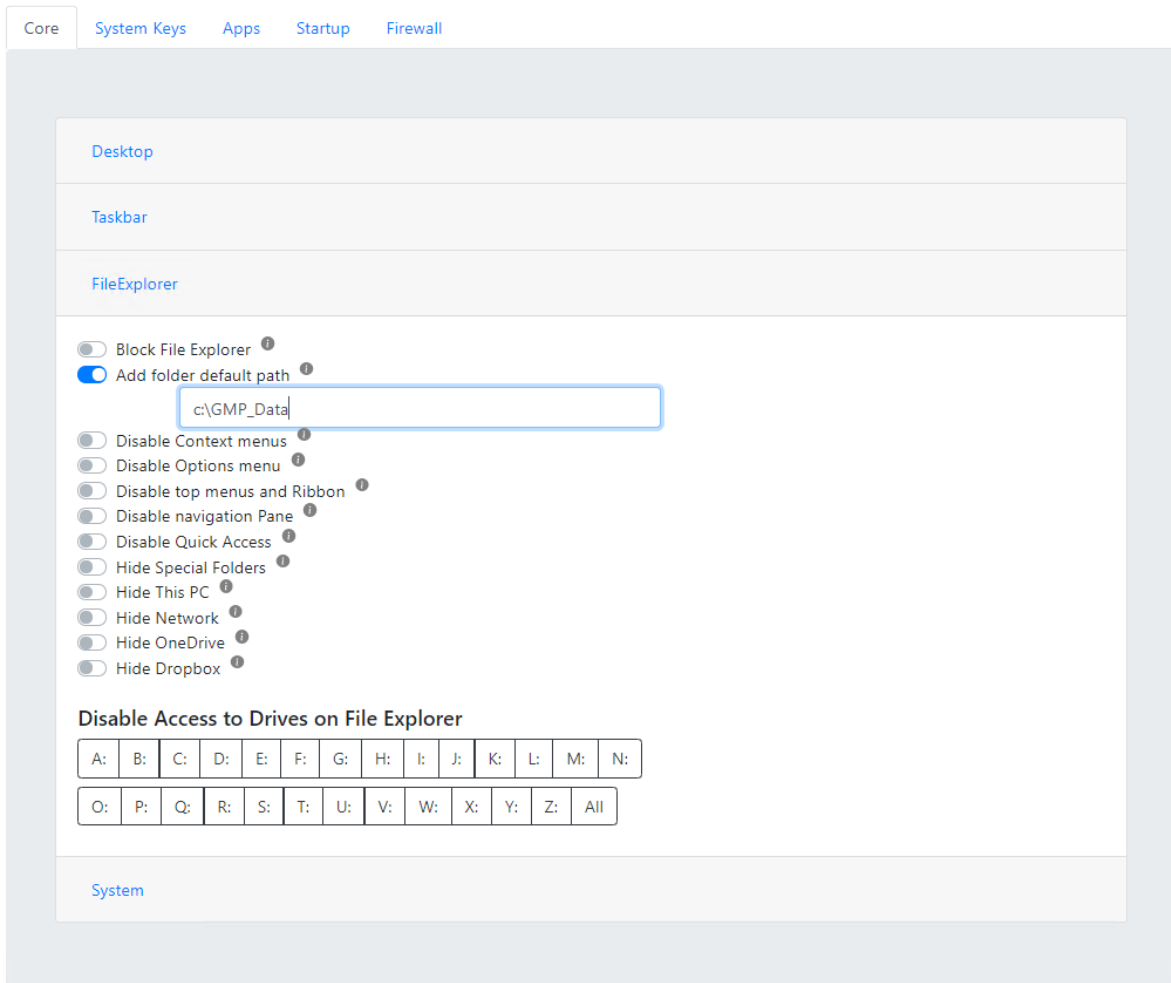 Core System Keys Apps Startup Firewall
Desktop
Taskbar
FileExplorer
Block File Explorer i
Add folder default path i
c:\GMP_Data
Disable Context menus i
Disable Options menu i
Disable top menus and Ribbon i
Disable navigation Pane i
Disable Quick Access i
Hide Special Folders i
Hide This PC i
Hide Network i
Hide OneDrive i
Hide Dropbox i
Disable Access to Drives on File Explorer
A: B: C: D: E: F: G: H: I: J: K: L: M: N:
O: P: Q: R: S: T: U: V: W: X: Y: Z: All
System